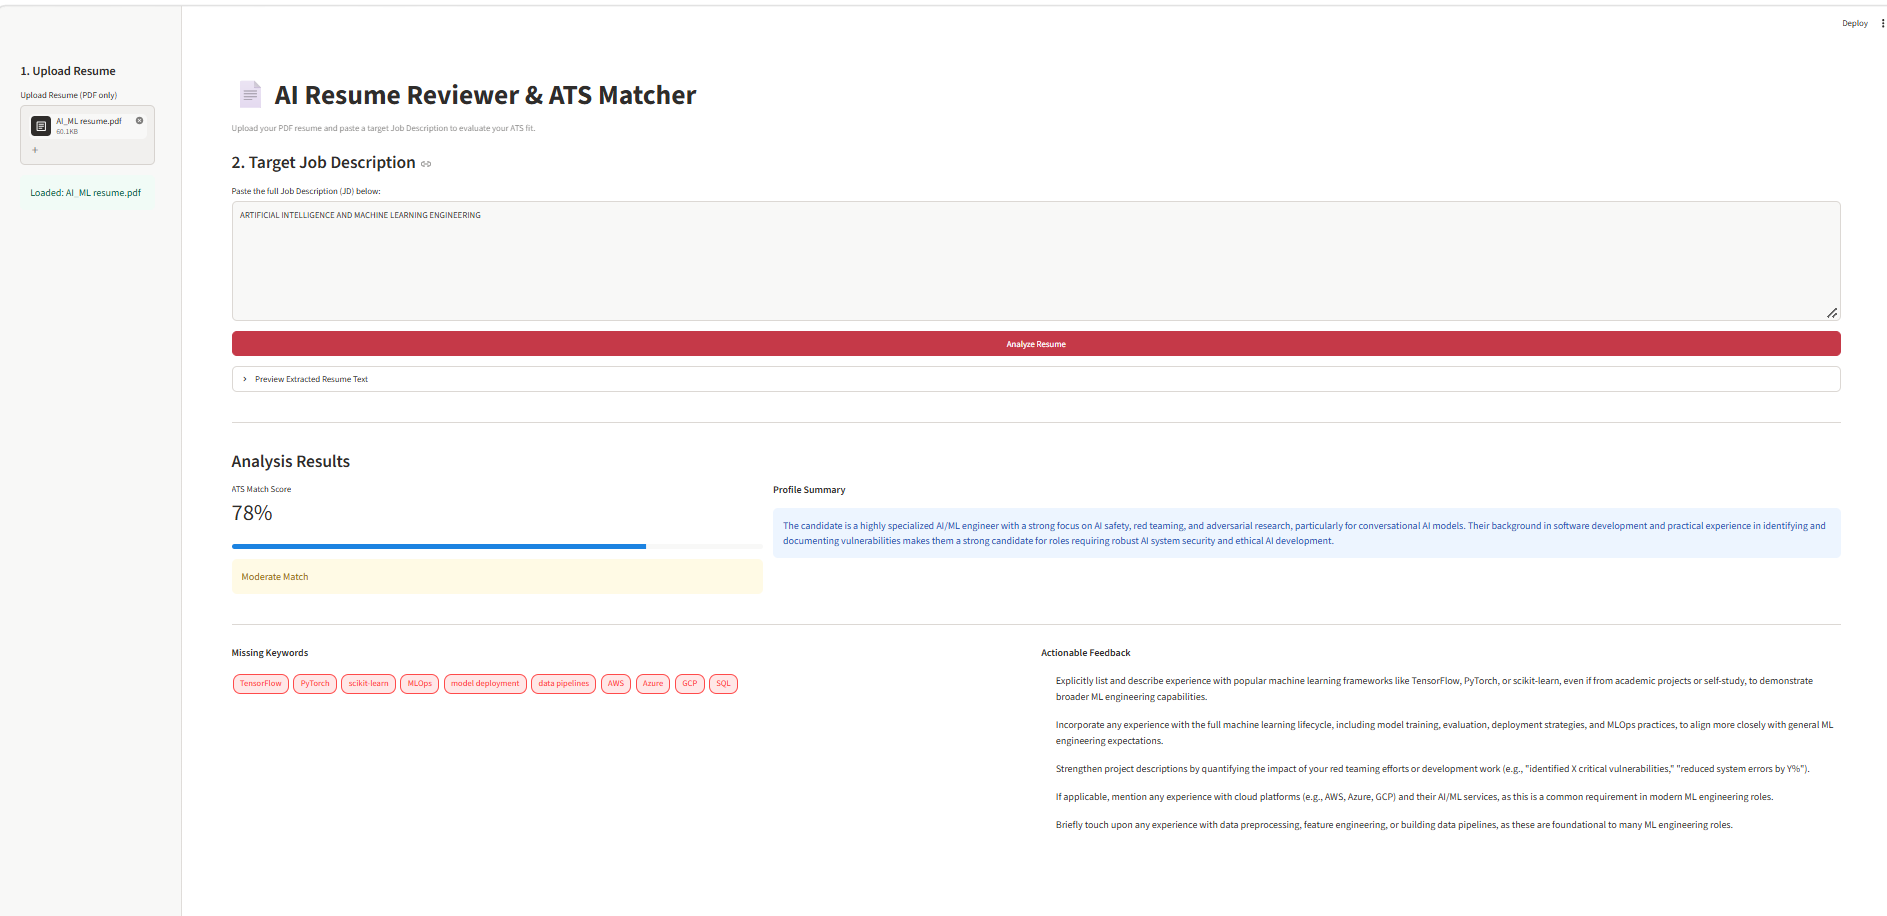 Deploy
1. Upload Resume
Upload Resume (PDF only)
AI_ML resume.pdf
60.1KB
+
Loaded: AI_ML resume.pdf
AI Resume Reviewer & ATS Matcher
Upload your PDF resume and paste a target Job Description to evaluate your ATS fit.
2. Target Job Description
Paste the full Job Description (JD) below:
ARTIFICIAL INTELLIGENCE AND MACHINE LEARNING ENGINEERING
Analyze Resume
Preview Extracted Resume Text
Analysis Results
ATS Match Score
78%
Moderate Match
Profile Summary
The candidate is a highly specialized AI/ML engineer with a strong focus on AI safety, red teaming, and adversarial research, particularly for conversational AI models. Their background in software development and practical experience in identifying and
documenting vulnerabilities makes them a strong candidate for roles requiring robust AI system security and ethical AI development.
Missing Keywords
TensorFlow PyTorch scikit-learn MLOps model deployment data pipelines AWS Azure GCP SQL
Actionable Feedback
Explicitly list and describe experience with popular machine learning frameworks like TensorFlow, PyTorch, or scikit-learn, even if from academic projects or self-study, to demonstrate
broader ML engineering capabilities.
Incorporate any experience with the full machine learning lifecycle, including model training, evaluation, deployment strategies, and MLOps practices, to align more closely with general ML
engineering expectations.
Strengthen project descriptions by quantifying the impact of your red teaming efforts or development work (e.g., "identified X critical vulnerabilities," "reduced system errors by Y%").
If applicable, mention any experience with cloud platforms (e.g., AWS, Azure, GCP) and their AI/ML services, as this is a common requirement in modern ML engineering roles.
Briefly touch upon any experience with data preprocessing, feature engineering, or building data pipelines, as these are foundational to many ML engineering roles.